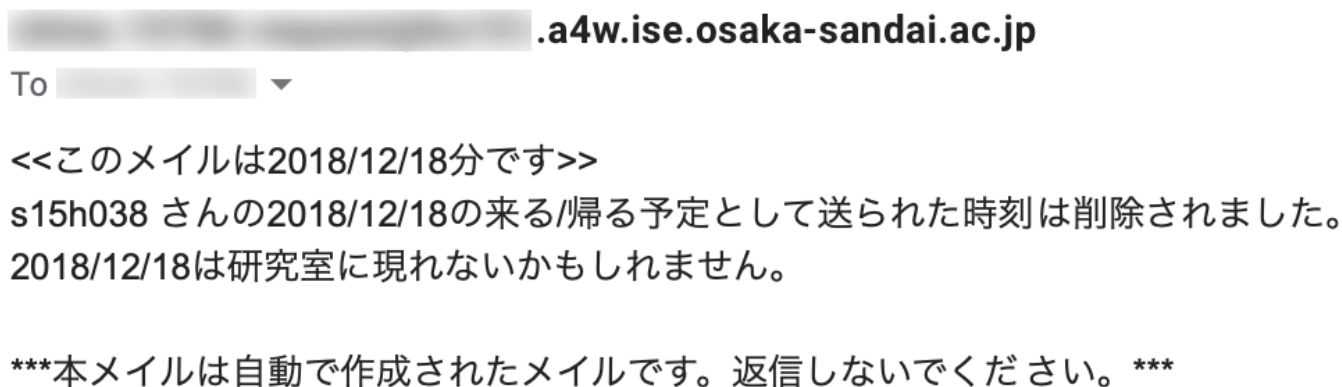 .a4w.ise.osaka-sandai.ac.jp
To
<<このメイルは2018/12/18分です>>
s15h038 さんの2018/12/18の来る/帰る予定として送られた時刻は削除されました。
2018/12/18は研究室に現れないかもしれません。
***本メイルは自動で作成されたメイルです。返信しないでください。***